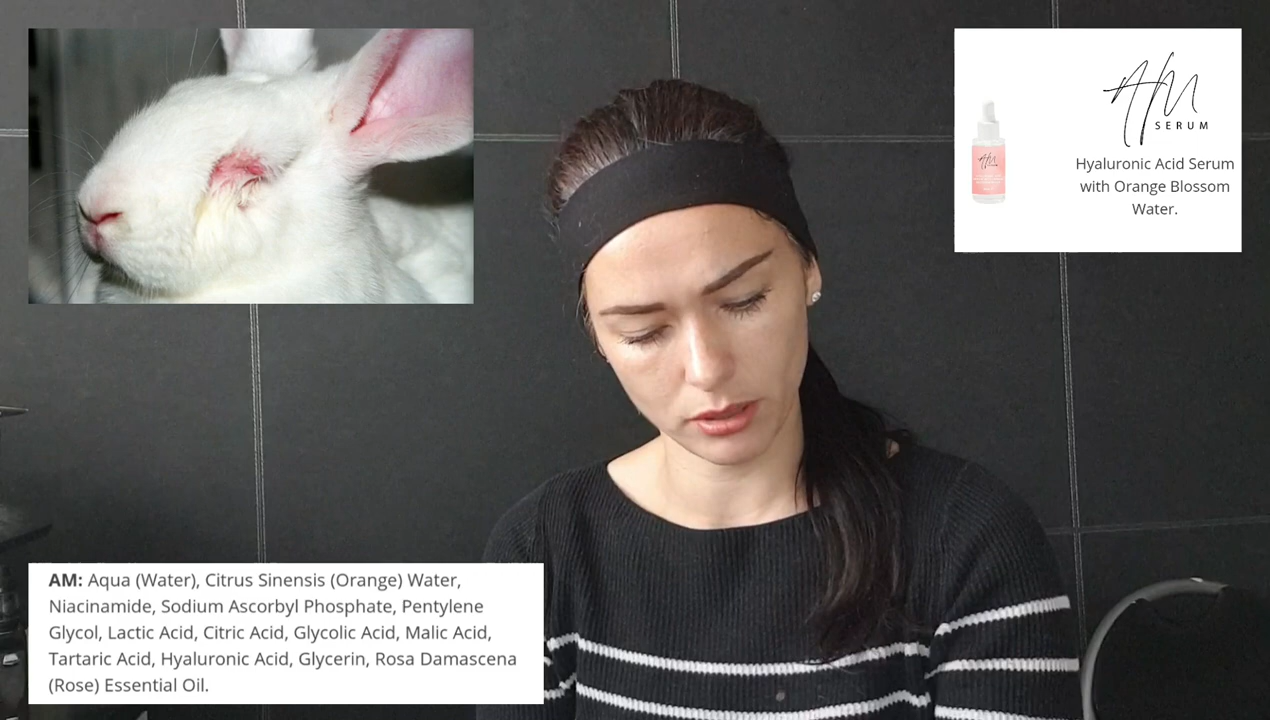 AM
SERUM
Hyaluronic Acid Serum
with Orange Blossom
Water.
AM
AM: Aqua (Water), Citrus Sinensis (Orange) Water,
Niacinamide, Sodium Ascorbyl Phosphate, Pentylene
Glycol, Lactic Acid, Citric Acid, Glycolic Acid, Malic Acid,
Tartaric Acid, Hyaluronic Acid, Glycerin, Rosa Damascena
(Rose) Essential Oil.